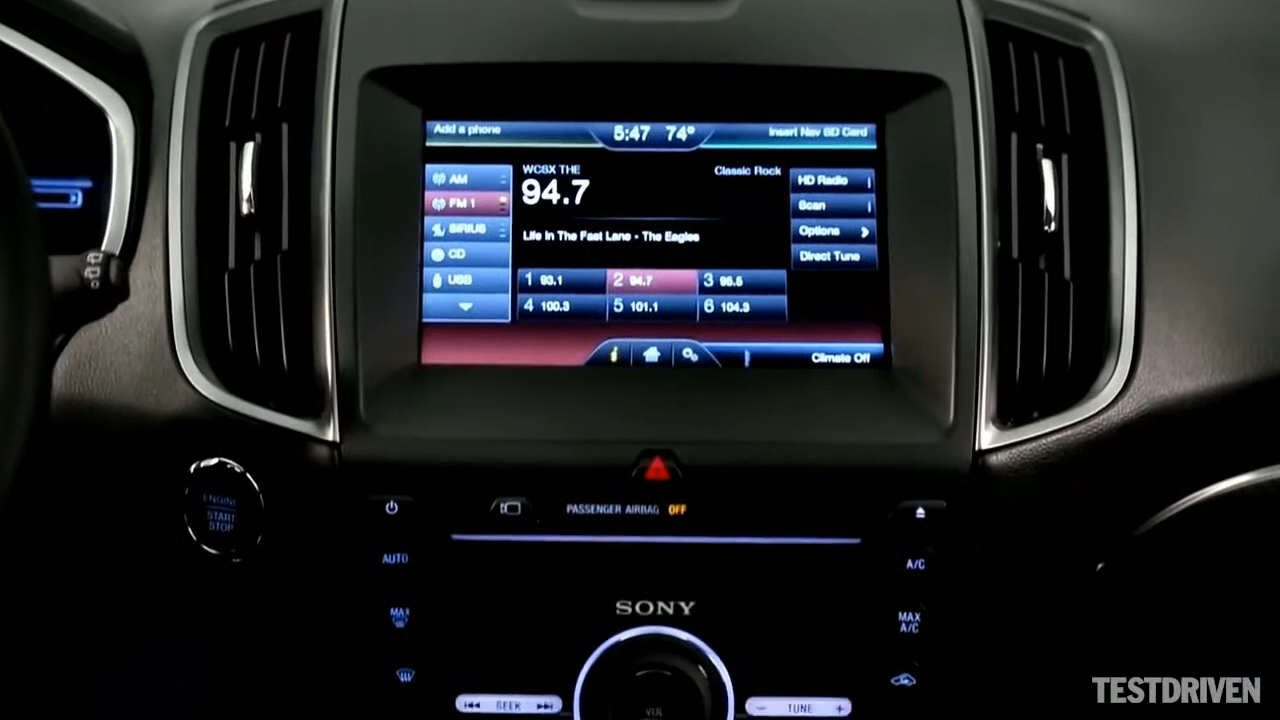 Add a phone 5:47 74° Insert Nav SD Card
AM
FM 1
SIRIUS
CD
USB
WCSX THE
94.7
Classic Rock
Life In The Fast Lane - The Eagles
1 93.1 2 94.7 3 95.5
4 100.3 5 101.1 6 104.3
HD Radio
Scan
Options
Direct Tune
i
Climate Off
ENGINE
START
STOP
PASSENGER AIRBAG OFF
AUTO
A/C
MAX
MAX
A/C
SONY
SEEK
VOL
- TUNE +
TESTDRIVEN